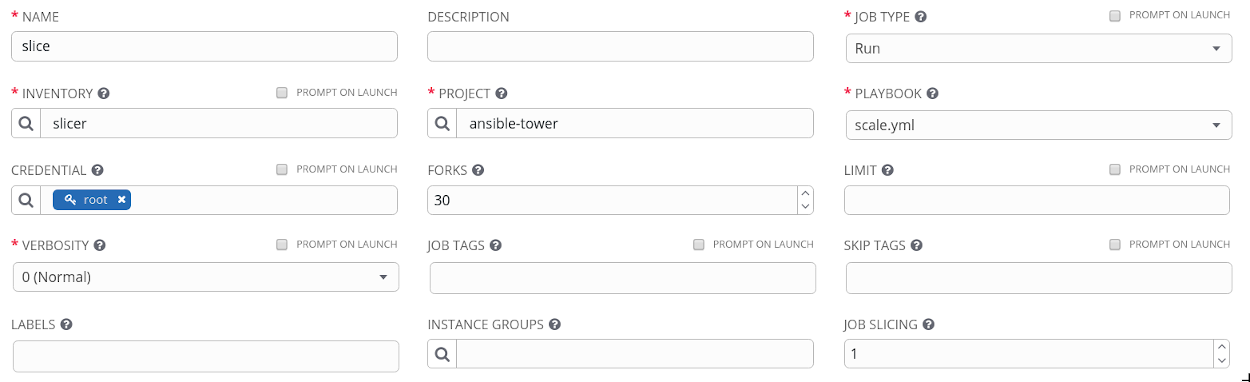 * NAME
DESCRIPTION
* JOB TYPE ? PROMPT ON LAUNCH
slice
Run
* INVENTORY ? PROMPT ON LAUNCH
* PROJECT ?
* PLAYBOOK ?
slicer
ansible-tower
scale.yml
CREDENTIAL ? PROMPT ON LAUNCH
FORKS ?
LIMIT ? PROMPT ON LAUNCH
root ×
30
* VERBOSITY ? PROMPT ON LAUNCH
JOB TAGS ? PROMPT ON LAUNCH
SKIP TAGS ? PROMPT ON LAUNCH
0 (Normal)
LABELS ?
INSTANCE GROUPS ?
JOB SLICING ?
1